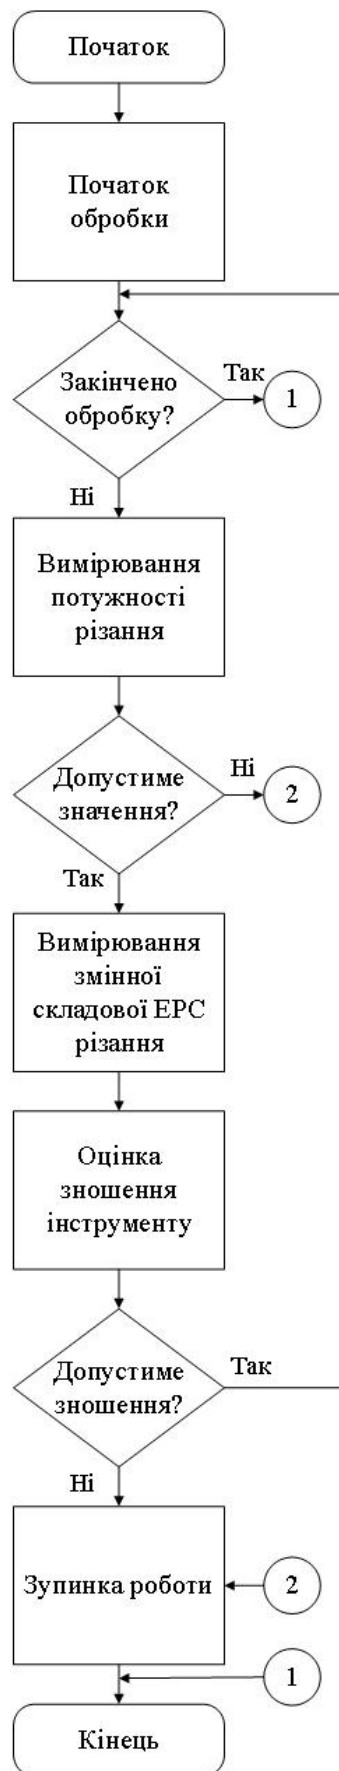 Початок
Початок
обробки
Закінчено
обробку?
Так
1
Ні
Вимірювання
потужності
різання
Допустиме
значення?
Ні
2
Так
Вимірювання
змінної
складової ЕРС
різання
Оцінка
зношення
інструменту
Допустиме
зношення?
Так
Ні
Зупинка роботи
2
1
Кінець